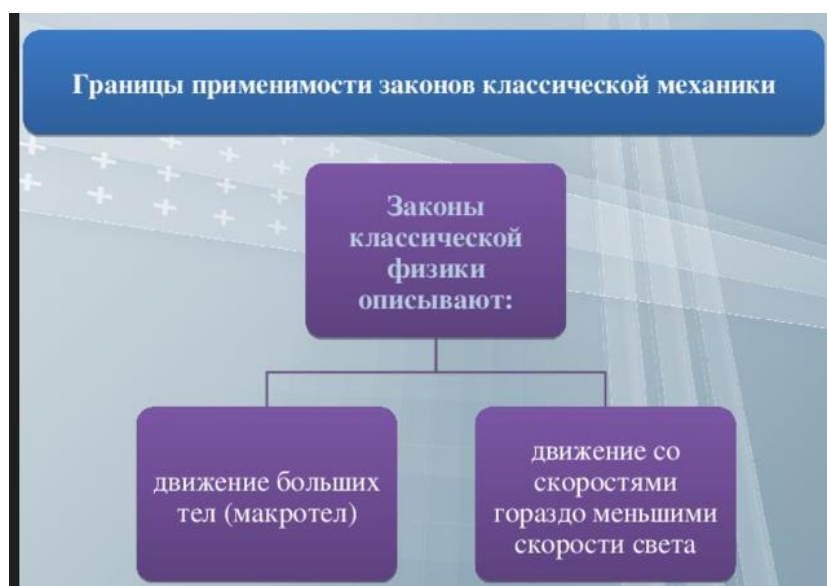 Границы применимости законов классической механики
Законы
классической
физики
описывают:
движение больших
тел (макротел)
движение со
скоростями
гораздо меньшими
скорости света